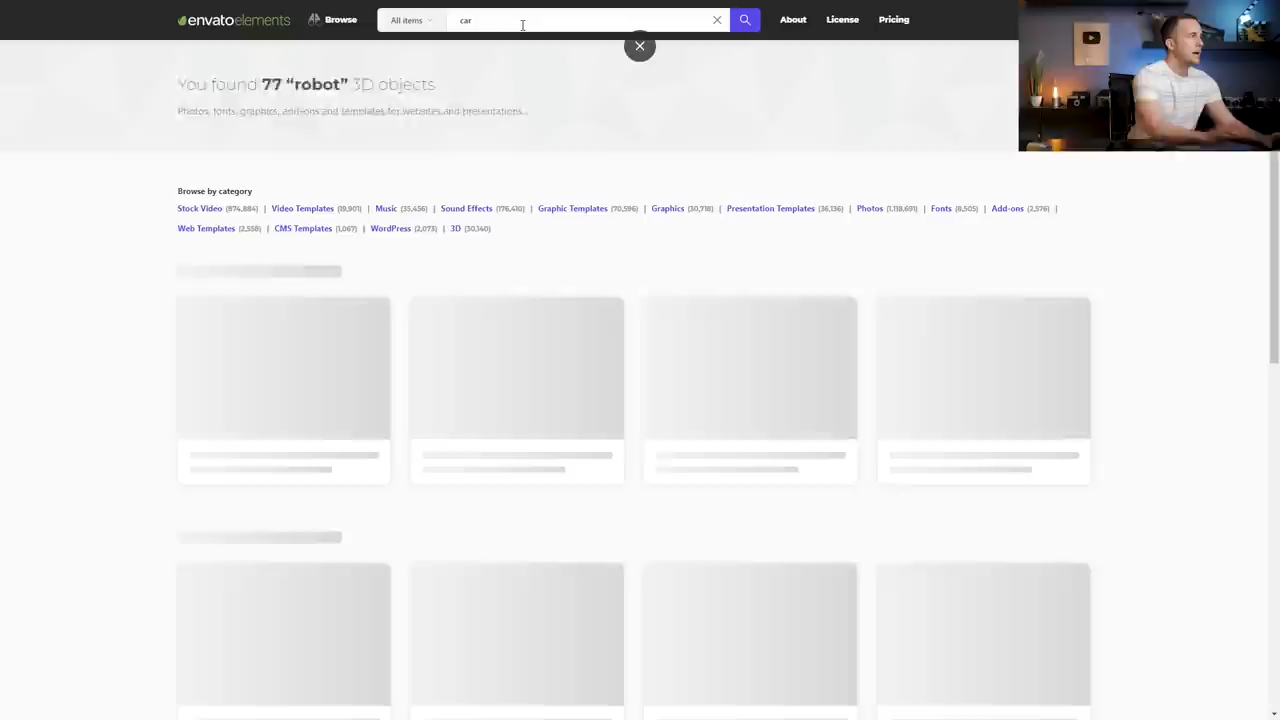 envatoelements Browse All items car About License Pricing
You found 77 “robot” 3D objects
Photos, fonts, graphics, add-ons and templates for websites and presentations...
Browse by category
Stock Video (874,884) | Video Templates (19,901) | Music (35,456) | Sound Effects (176,410) | Graphic Templates (70,596) | Graphics (30,718) | Presentation Templates (36,136) | Photos (1,118,691) | Fonts (8,505) | Add-ons (2,576) |
Web Templates (2,558) | CMS Templates (1,067) | WordPress (2,073) | 3D (30,140)